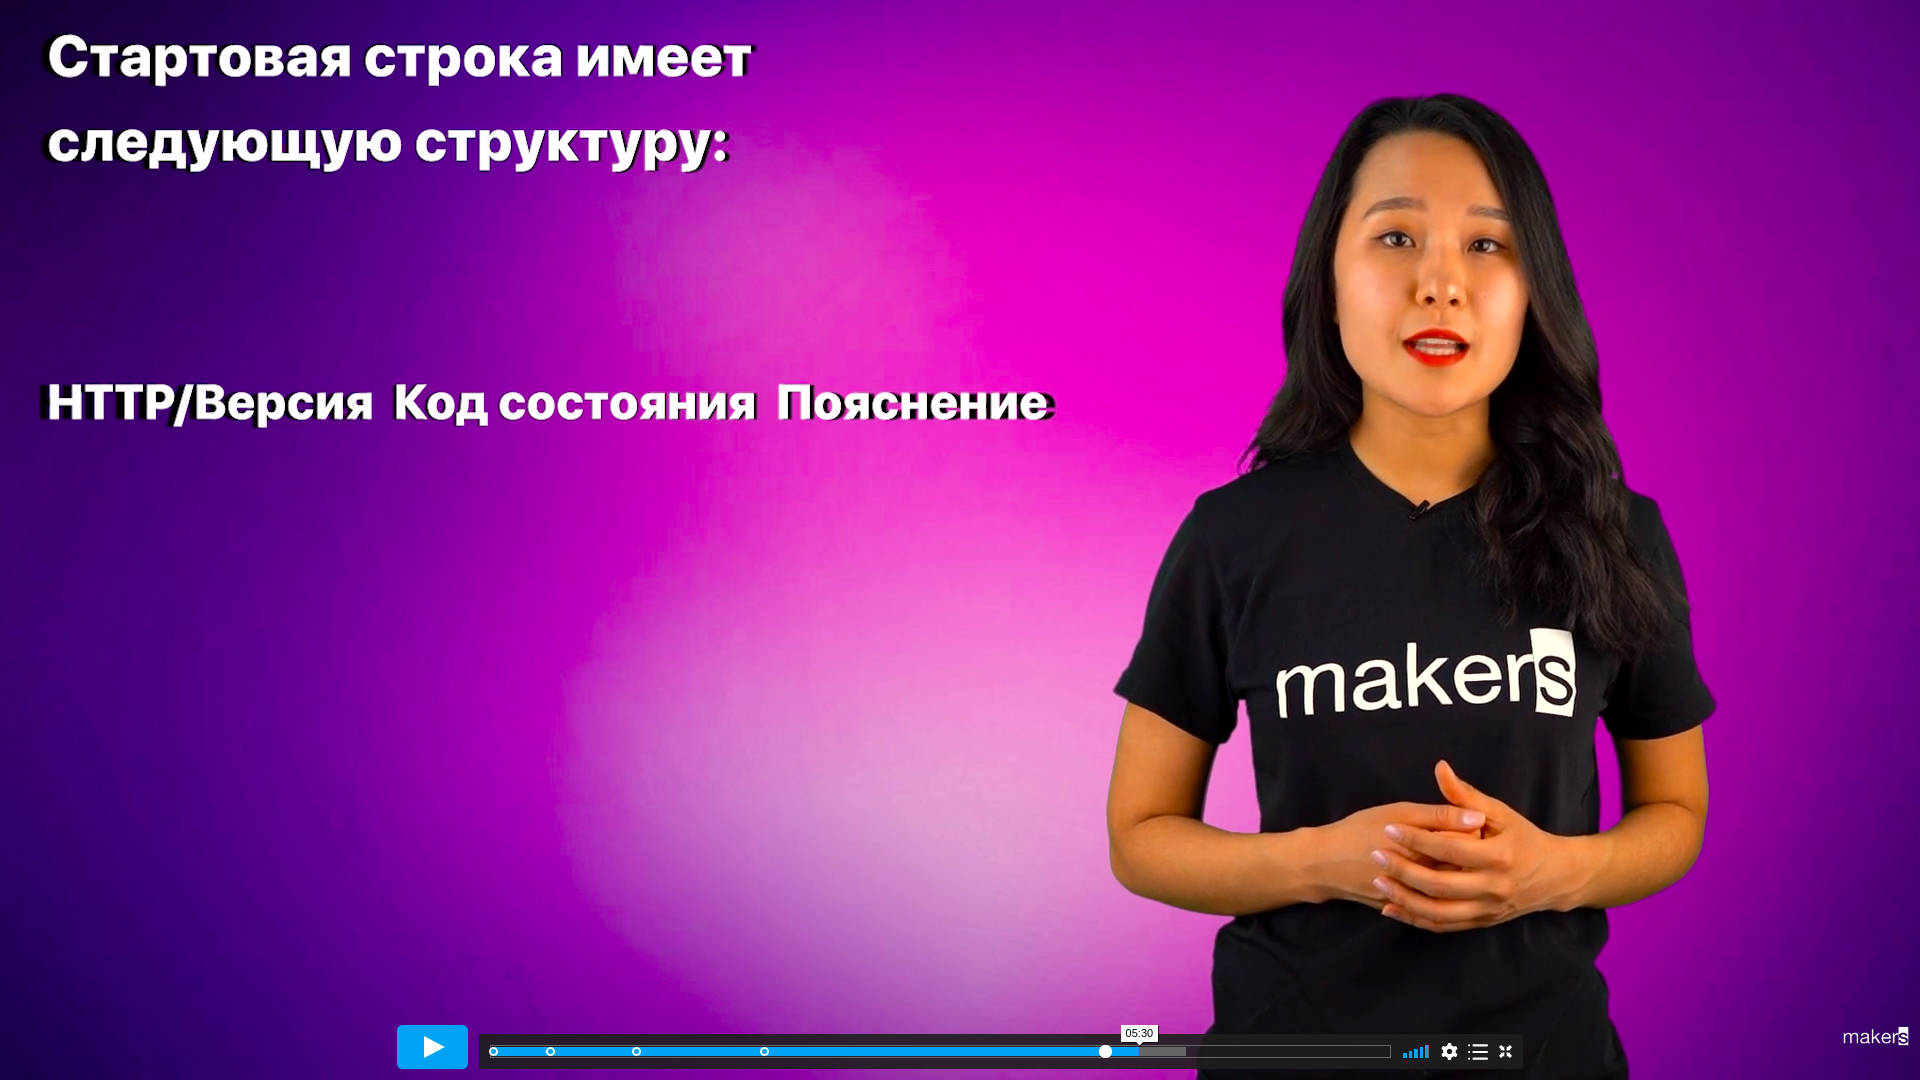 Стартовая строка имеет
следующую структуру:
HTTP/Версия Код состояния Пояснение
makers
05:30
makers